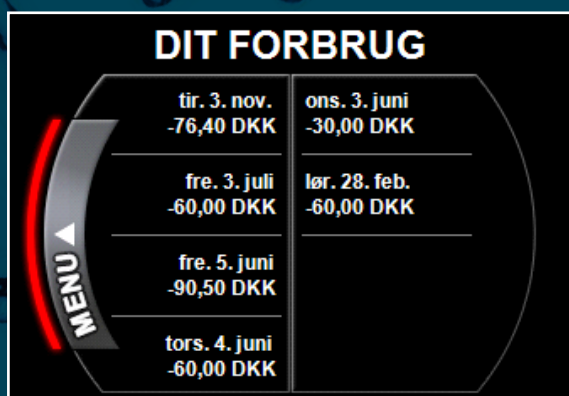 DIT FORBRUG
tir. 3. nov.
-76,40 DKK
fre. 3. juli
-60,00 DKK
fre. 5. juni
-90,50 DKK
tors. 4. juni
-60,00 DKK
ons. 3. juni
-30,00 DKK
lør. 28. feb.
-60,00 DKK
MENU